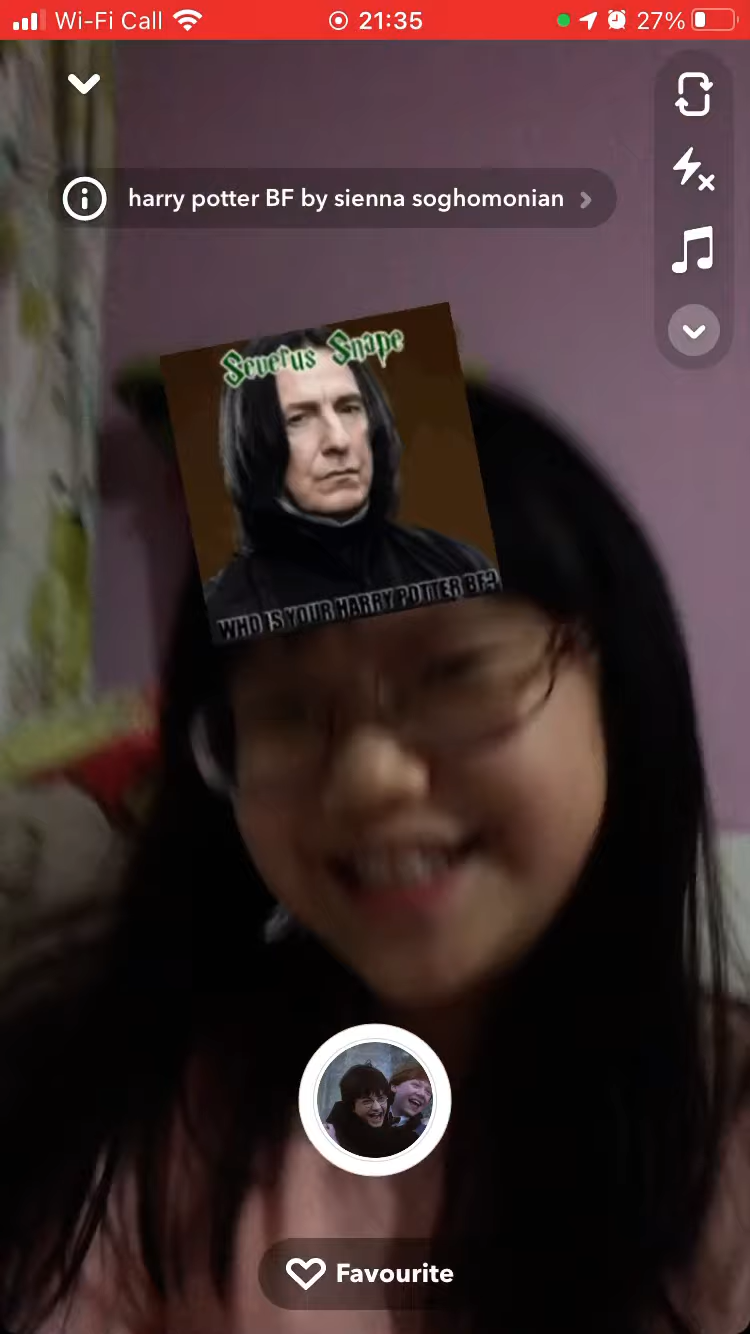 Wi-Fi Call 21:35 27%
harry potter BF by sienna soghomonian
Severus Snape
WHO IS YOUR HARRY POTTER BF?
Favourite